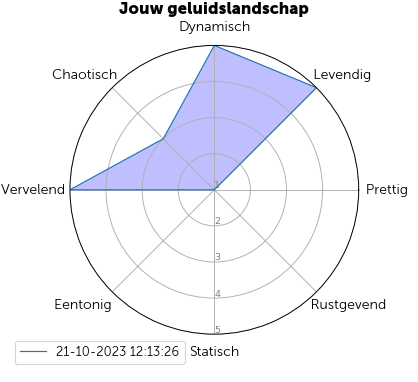 Jouw geluidslandschap
Dynamisch
Chaotisch
Levendig
Vervelend
1
Prettig
2
3
4
Eentonig
Rustgevend
5
21-10-2023 12:13:26
Statisch